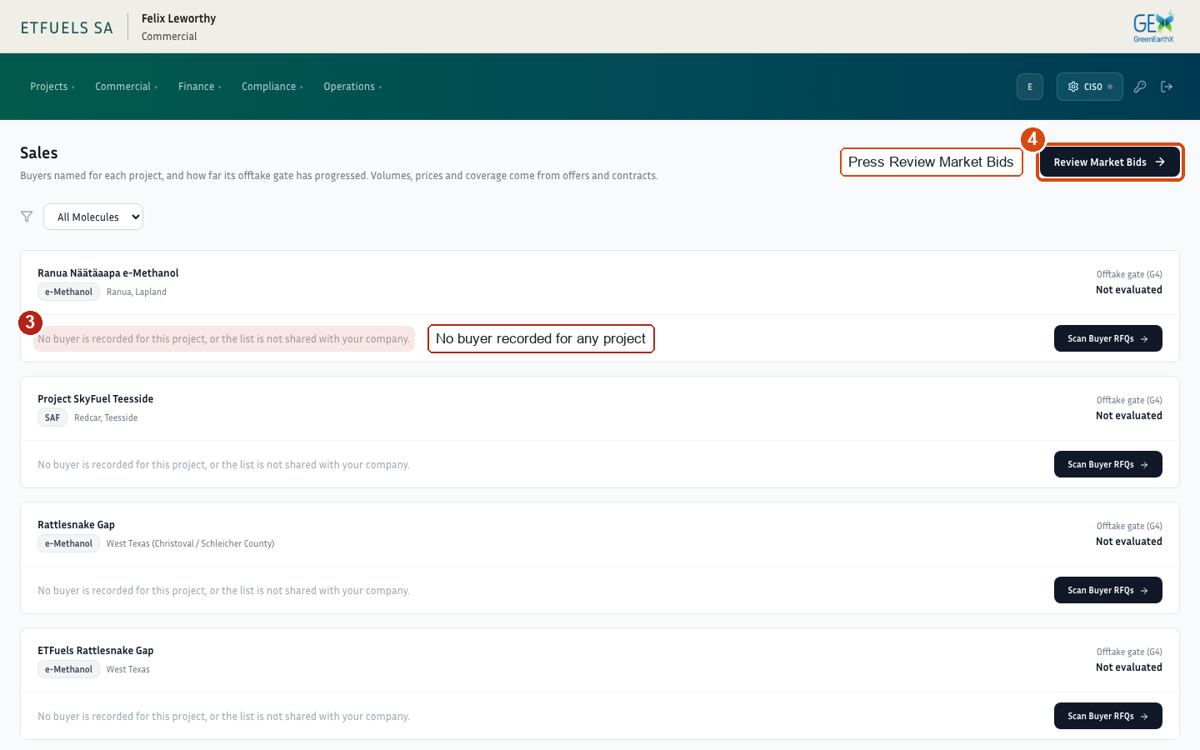 ETFUELS SA
Felix Leworthy
Commercial
GEX
GreenEarthX
Projects
Commercial
Finance
Compliance
Operations
E
CISO
Sales
Buyers named for each project, and how far its offtake gate has progressed. Volumes, prices and coverage come from offers and contracts.
Press Review Market Bids
4
Review Market Bids →
All Molecules
Ranua Näätäaapa e-Methanol
e-Methanol Ranua, Lapland
Offtake gate (G4)
Not evaluated
3
No buyer is recorded for this project, or the list is not shared with your company.
No buyer recorded for any project
Scan Buyer RFQs →
Project SkyFuel Teesside
SAF Redcar, Teesside
Offtake gate (G4)
Not evaluated
No buyer is recorded for this project, or the list is not shared with your company.
Scan Buyer RFQs →
Rattlesnake Gap
e-Methanol West Texas (Christoval / Schleicher County)
Offtake gate (G4)
Not evaluated
No buyer is recorded for this project, or the list is not shared with your company.
Scan Buyer RFQs →
ETFuels Rattlesnake Gap
e-Methanol West Texas
Offtake gate (G4)
Not evaluated
No buyer is recorded for this project, or the list is not shared with your company.
Scan Buyer RFQs →